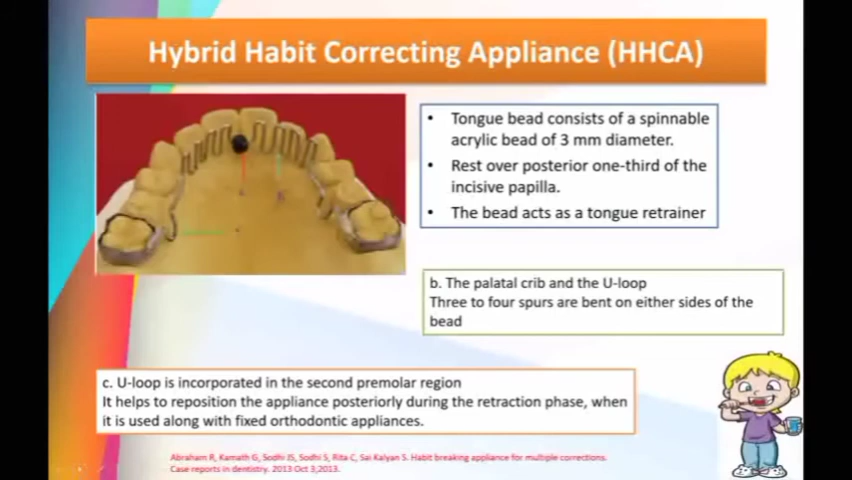 Hybrid Habit Correcting Appliance (HHCA)
• Tongue bead consists of a spinnable
acrylic bead of 3 mm diameter.
• Rest over posterior one-third of the
incisive papilla.
• The bead acts as a tongue retrainer
b. The palatal crib and the U-loop
Three to four spurs are bent on either sides of the
bead
c. U-loop is incorporated in the second premolar region
It helps to reposition the appliance posteriorly during the retraction phase, when
it is used along with fixed orthodontic appliances.
Abraham R, Kamath G, Sodhi JS, Sodhi S, Rita C, Sai Kalyan S. Habit breaking appliance for multiple corrections.
Case reports in dentistry. 2013 Oct 3;2013.